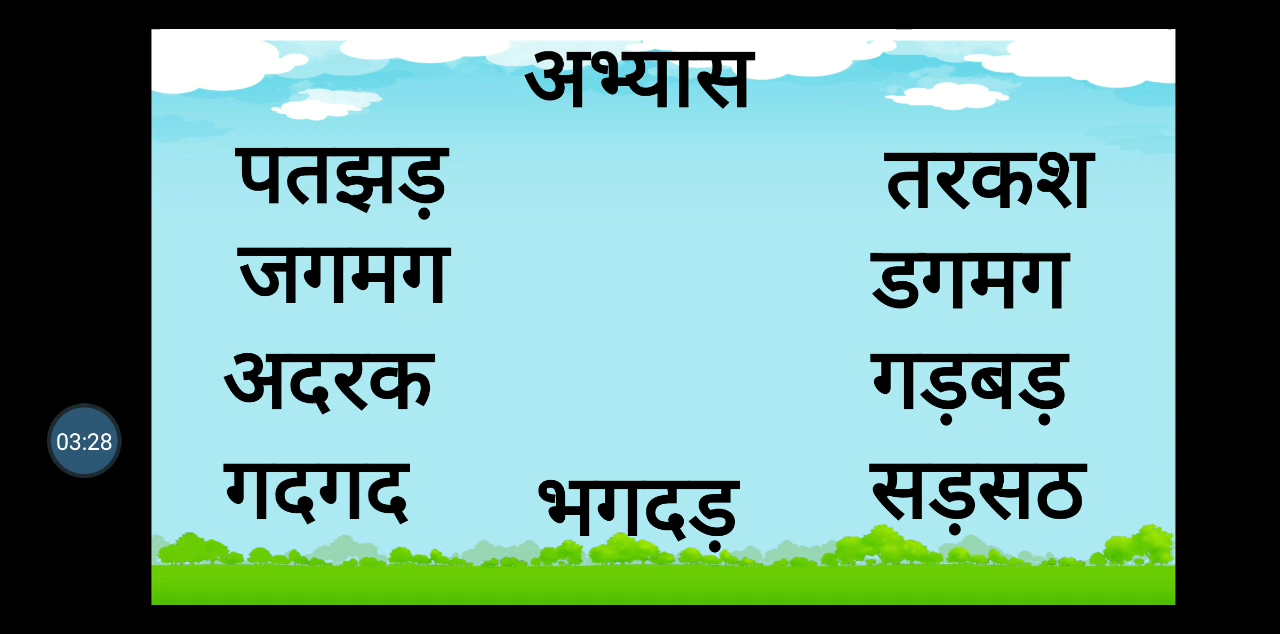 अभ्यास
पतझड़ तरकश
जगमग डगमग
अदरक गड़बड़
03:28
गदगद भगदड़ सड़सठ